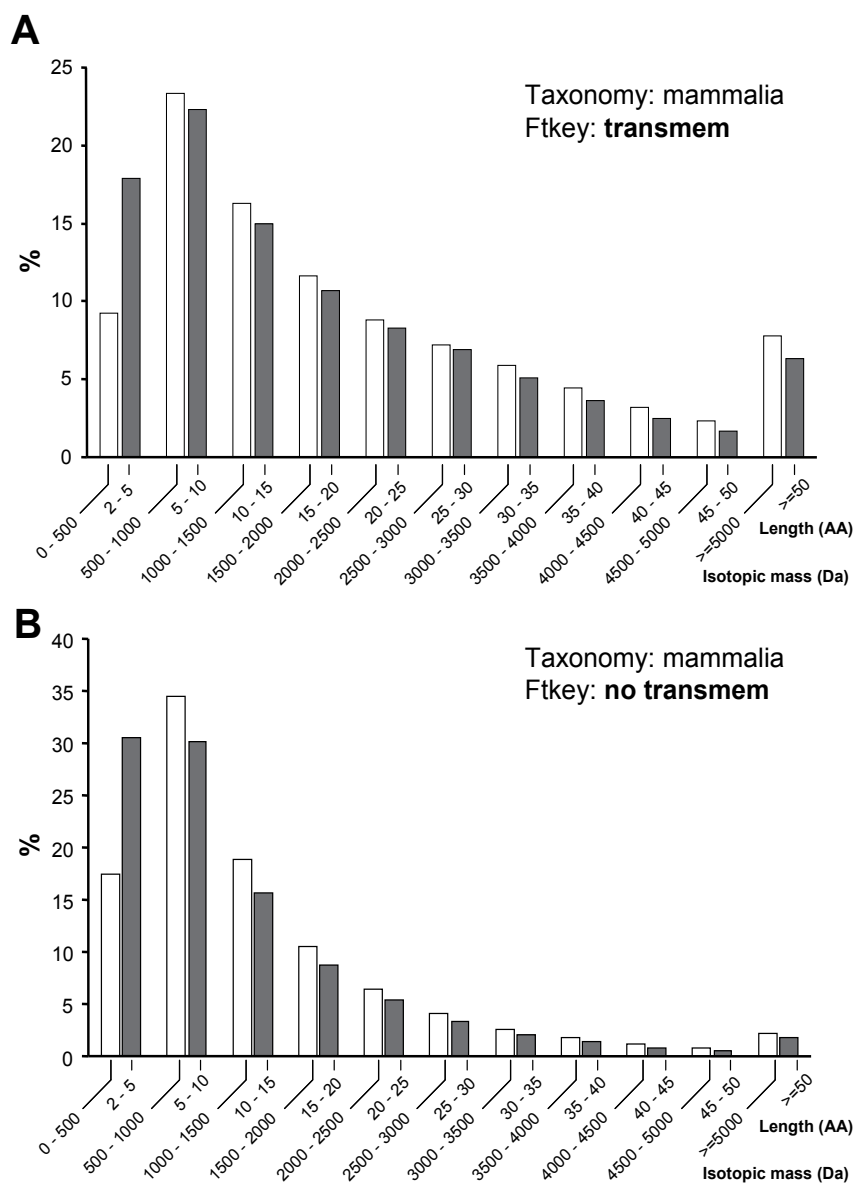 A
25
20
15
10
5
0
%
Taxonomy: mammalia
Ftkey: transmem
0 - 500
2 - 5
500 - 1000
5 - 10
1000 - 1500
10 - 15
1500 - 2000
15 - 20
2000 - 2500
20 - 25
2500 - 3000
25 - 30
3000 - 3500
30 - 35
3500 - 4000
35 - 40
4000 - 4500
40 - 45
4500 - 5000
45 - 50
>=5000
>=50
Length (AA)
Isotopic mass (Da)
B
40
35
30
25
20
15
10
5
0
%
Taxonomy: mammalia
Ftkey: no transmem
0 - 500
2 - 5
500 - 1000
5 - 10
1000 - 1500
10 - 15
1500 - 2000
15 - 20
2000 - 2500
20 - 25
2500 - 3000
25 - 30
3000 - 3500
30 - 35
3500 - 4000
35 - 40
4000 - 4500
40 - 45
4500 - 5000
45 - 50
>=5000
>=50
Length (AA)
Isotopic mass (Da)